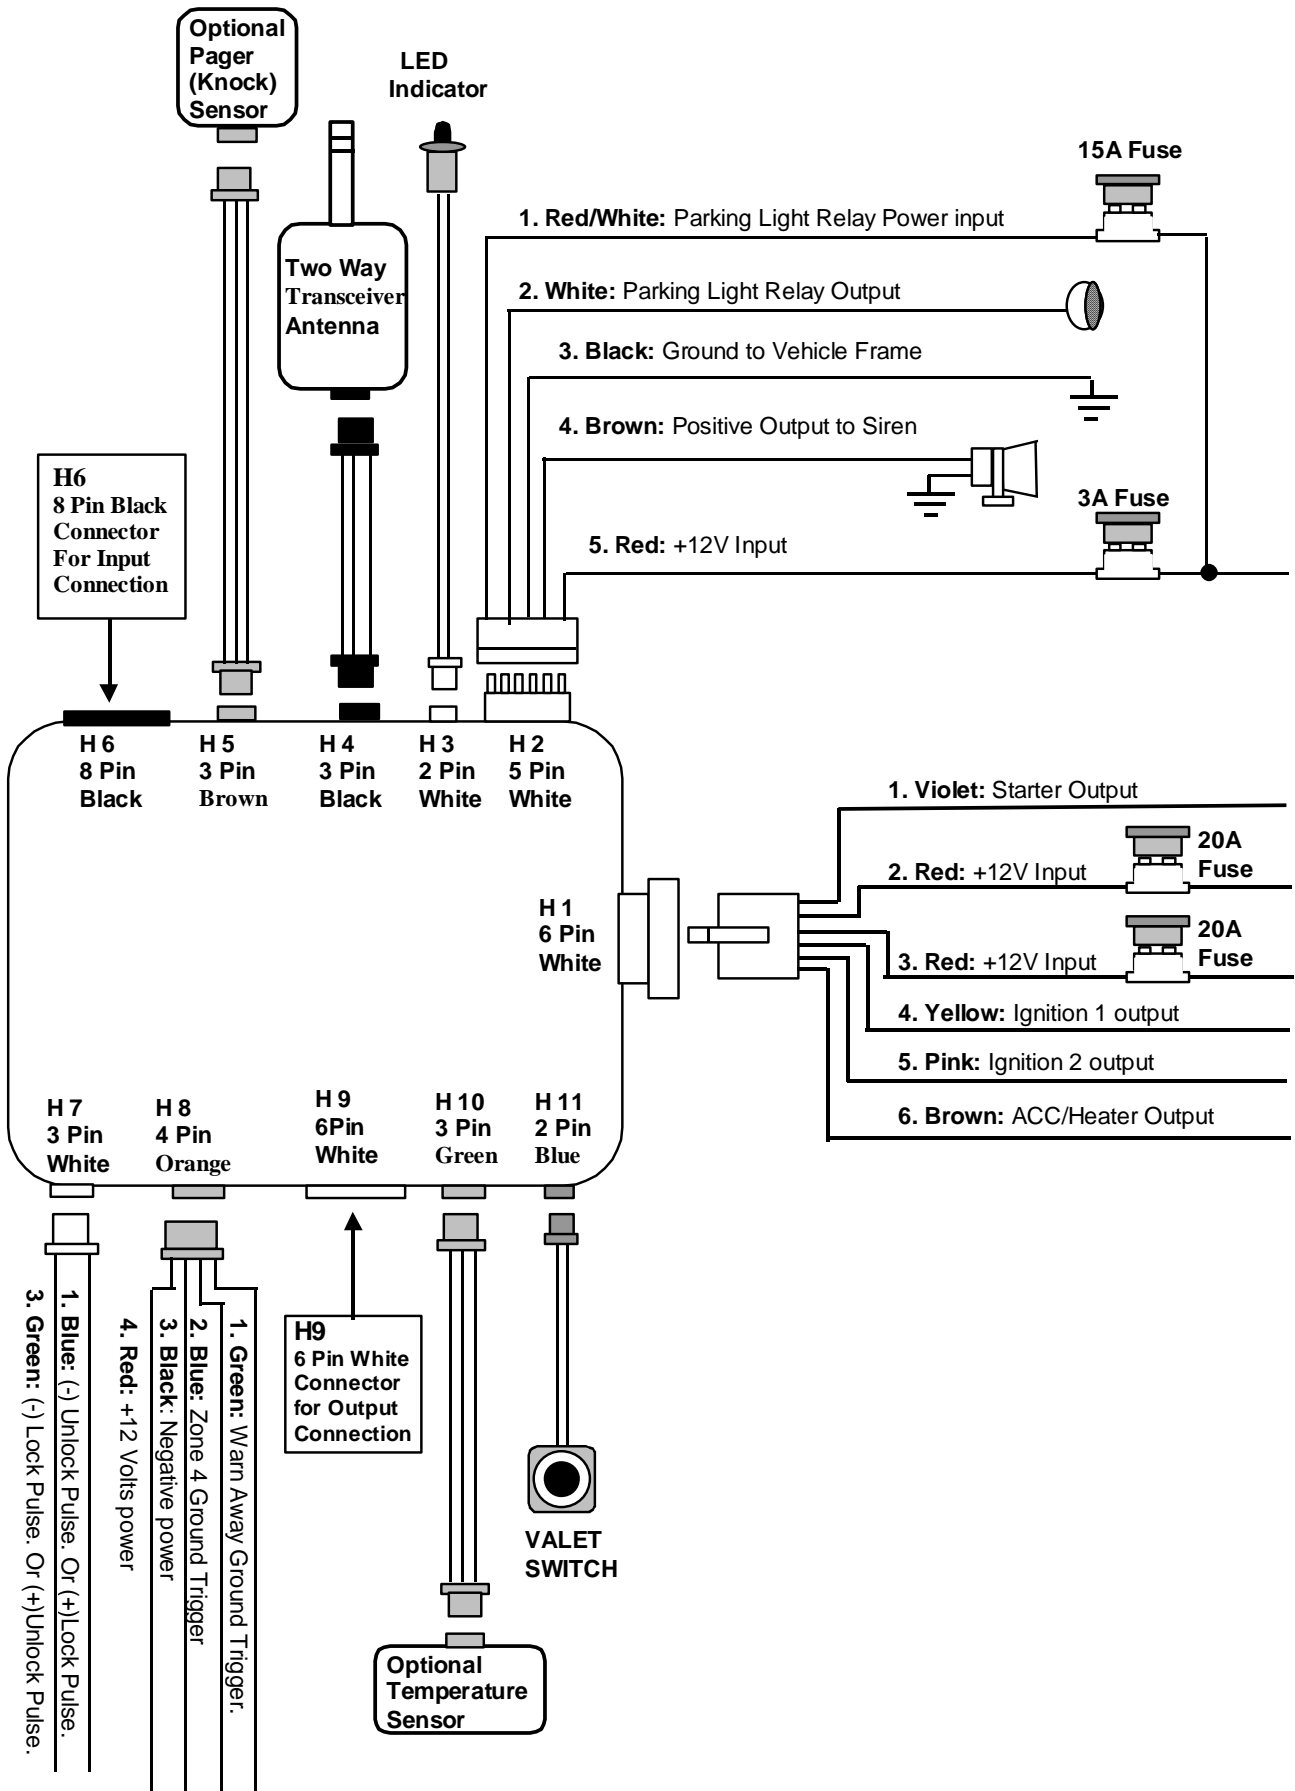 Optional
Pager
(Knock)
Sensor
LED
Indicator
15A Fuse
1. Red/White: Parking Light Relay Power input
Two Way
Transceiver
Antenna
2. White: Parking Light Relay Output
3. Black: Ground to Vehicle Frame
4. Brown: Positive Output to Siren
H6
8 Pin Black
Connector
For Input
Connection
3A Fuse
5. Red: +12V Input
H 6
8 Pin
Black
H 5
3 Pin
Brown
H 4
3 Pin
Black
H 3
2 Pin
White
H 2
5 Pin
White
1. Violet: Starter Output
20A
Fuse
2. Red: +12V Input
H 1
6 Pin
White
20A
Fuse
3. Red: +12V Input
4. Yellow: Ignition 1 output
5. Pink: Ignition 2 output
6. Brown: ACC/Heater Output
H 7
3 Pin
White
H 8
4 Pin
Orange
H 9
6Pin
White
H 10
3 Pin
Green
H 11
2 Pin
Blue
1. Blue: (-) Unlock Pulse. Or (+)Lock Pulse.
3. Green: (-) Lock Pulse. Or (+)Unlock Pulse.
1. Green: Warn Away Ground Trigger.
2. Blue: Zone 4 Ground Trigger
3. Black: Negative power
4. Red: +12 Volts power
H9
6 Pin White
Connector
for Output
Connection
VALET
SWITCH
Optional
Temperature
Sensor